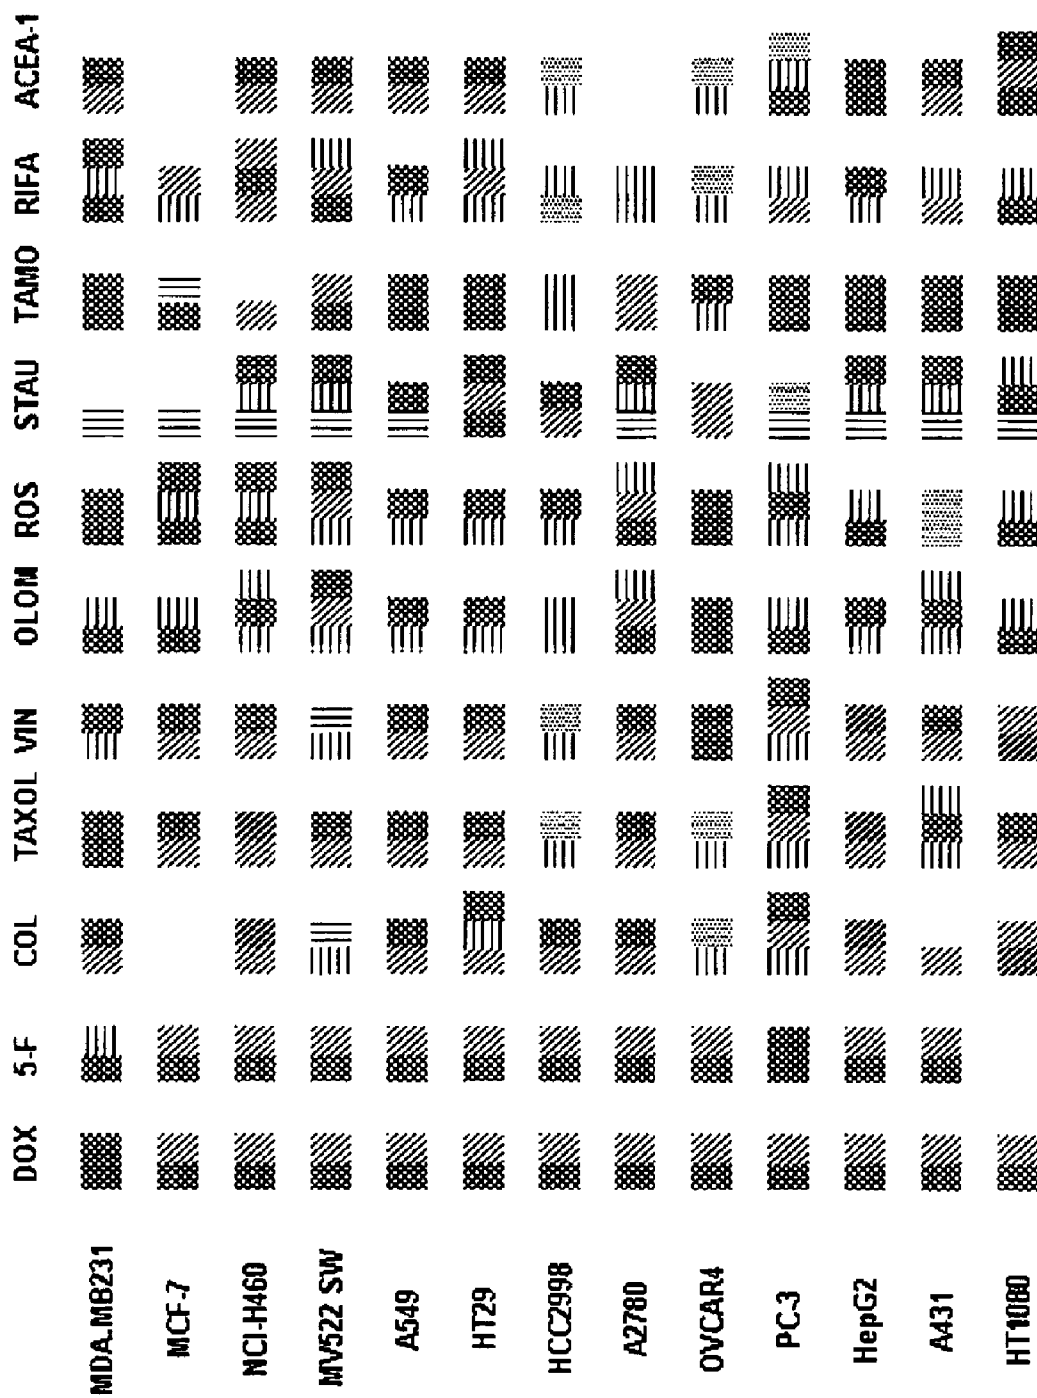 DOX
5-F
COL
TAXOL
VIN
OLOM
ROS
STAU
TAMO
RIFA
ACEA-1
MDA.MB231
MCF-7
NCI-H460
MV522 SW
A549
HT29
HCC2998
A2780
OVCAR4
PC-3
HepG2
A431
HT1080